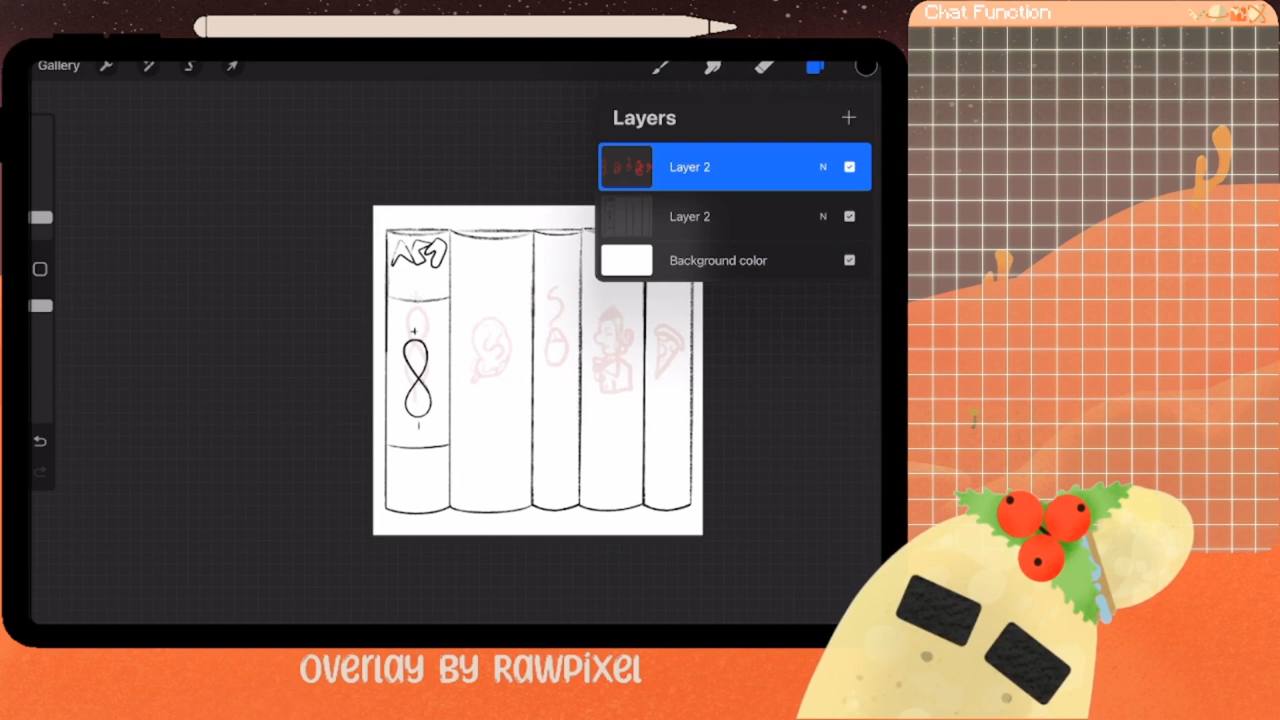 Chat Function
Gallery
Layers
Layer 2 N
Layer 2 N
Background color
OVERLAY BY RAWPIXEL